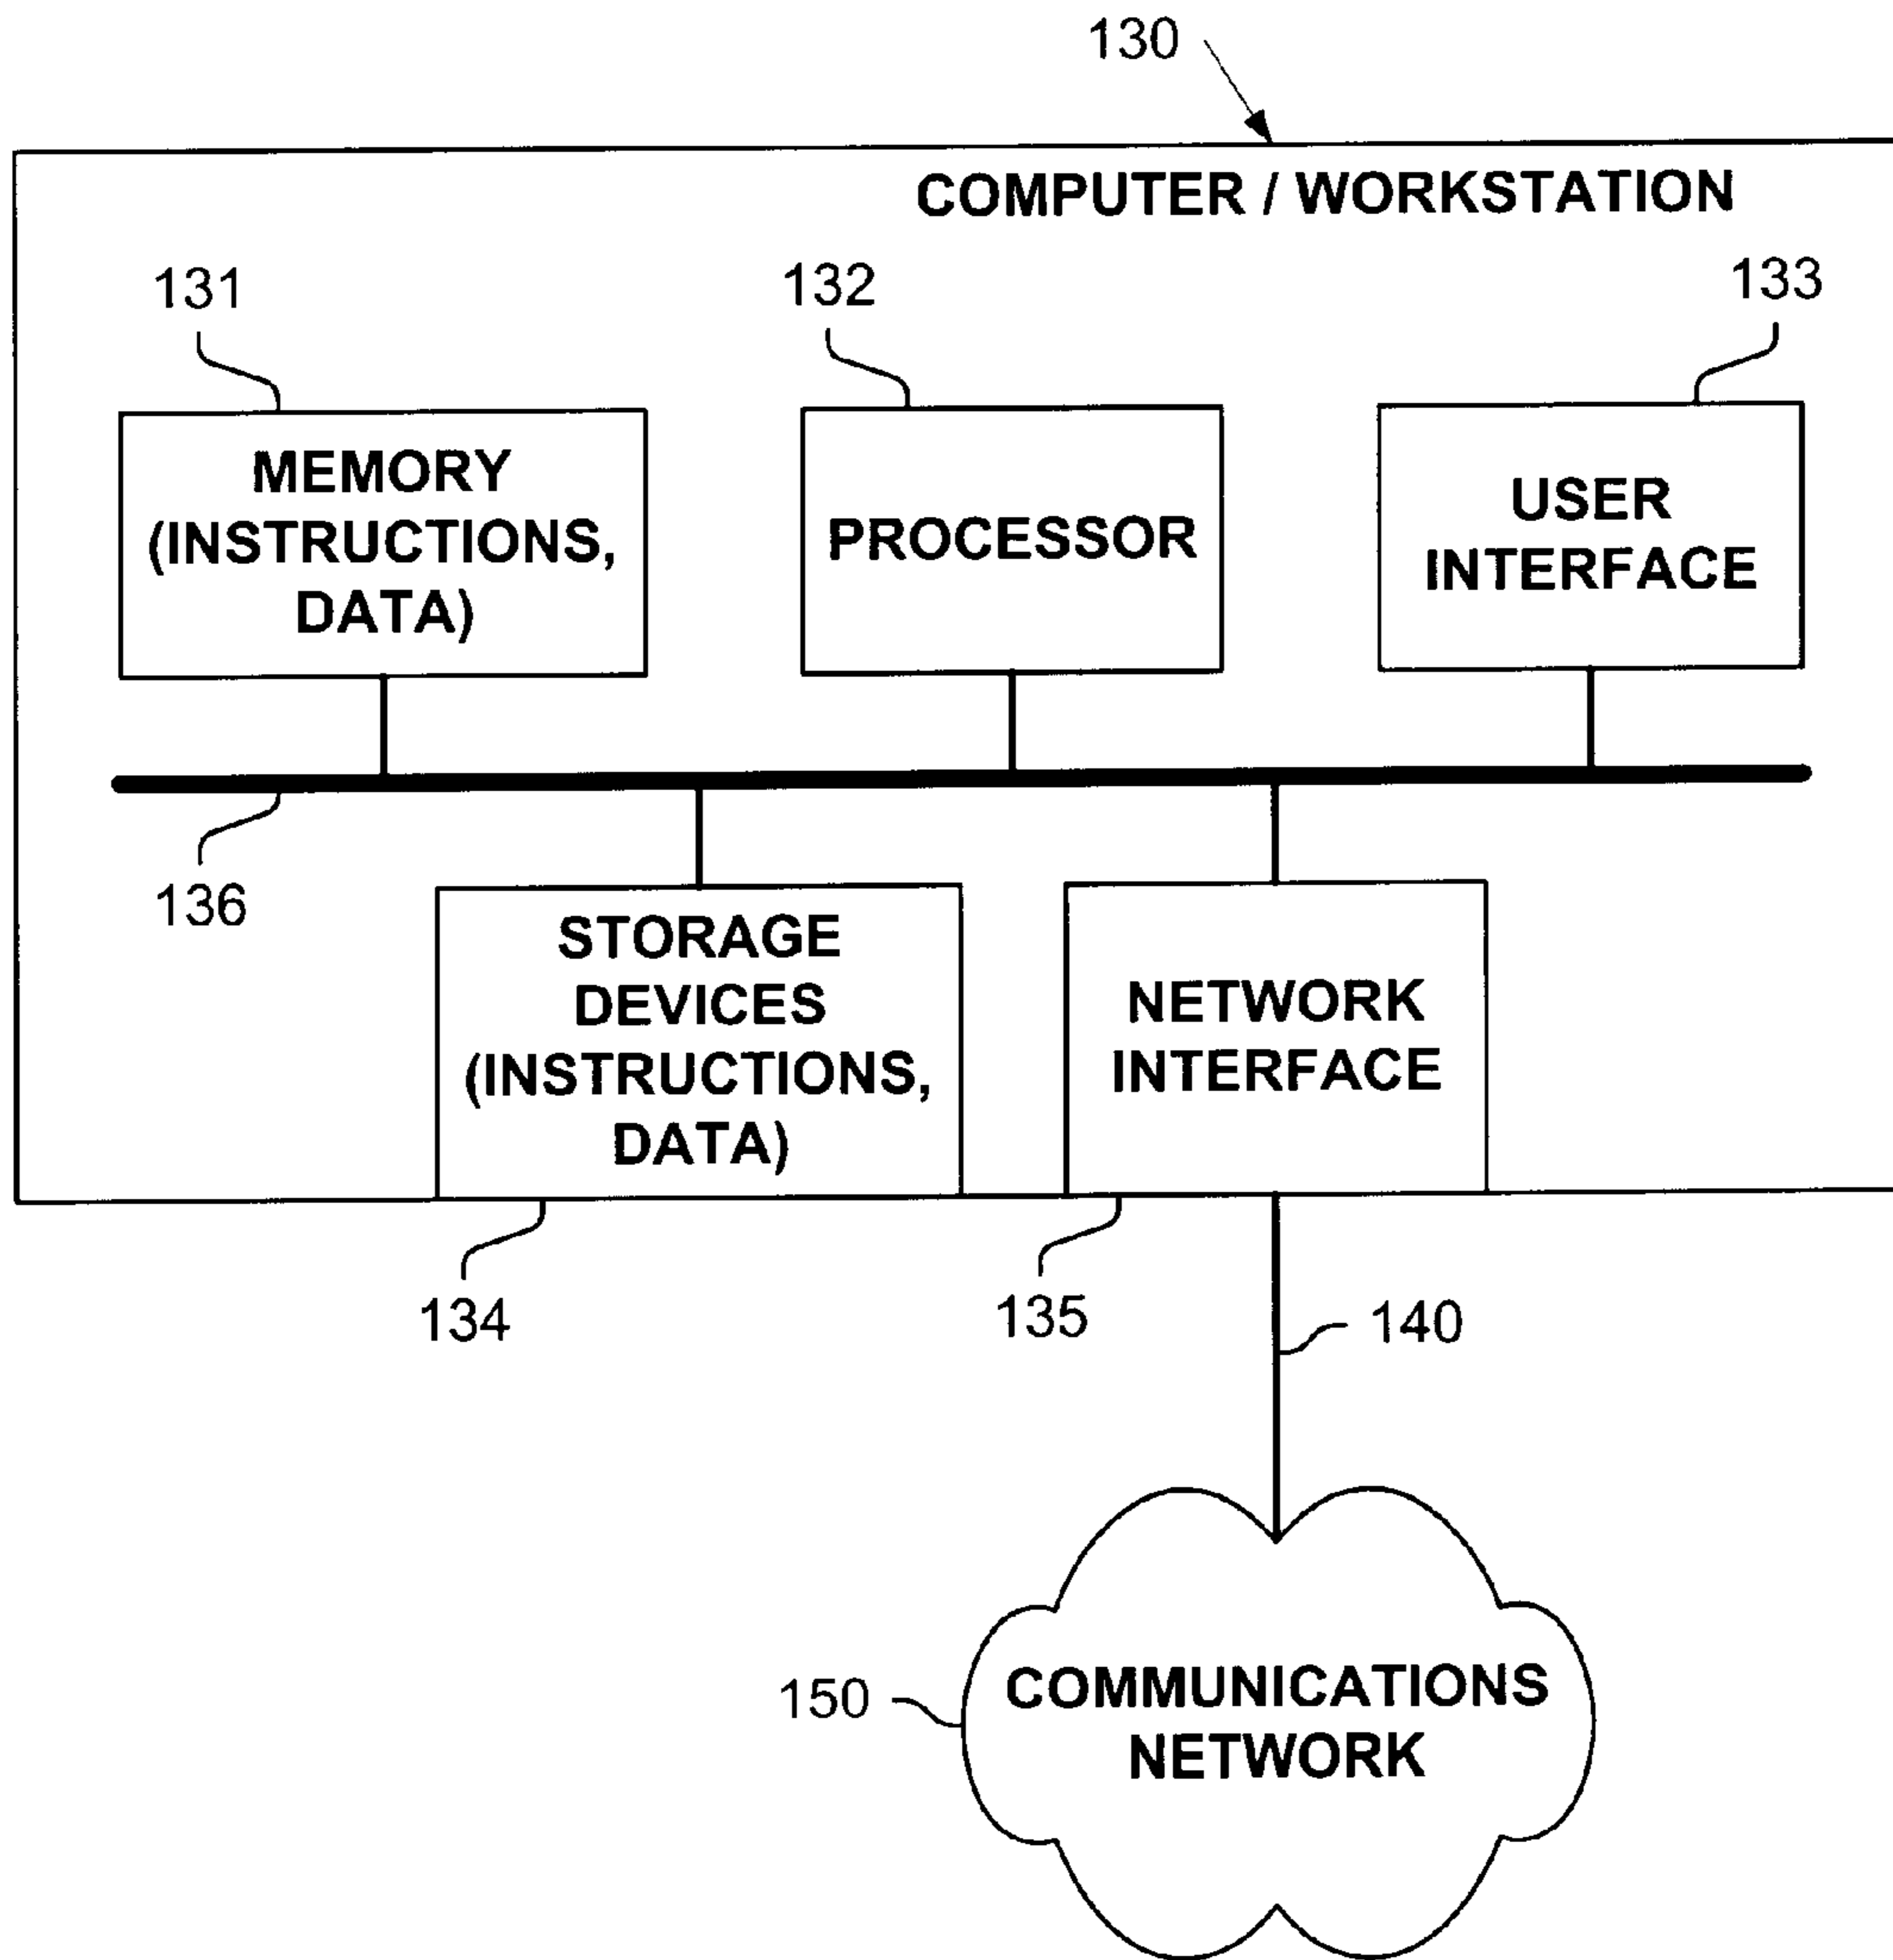 130
COMPUTER / WORKSTATION
131
132
133
MEMORY
(INSTRUCTIONS,
DATA)
PROCESSOR
USER
INTERFACE
136
STORAGE
DEVICES
(INSTRUCTIONS,
DATA)
NETWORK
INTERFACE
134
135
140
150
COMMUNICATIONS
NETWORK